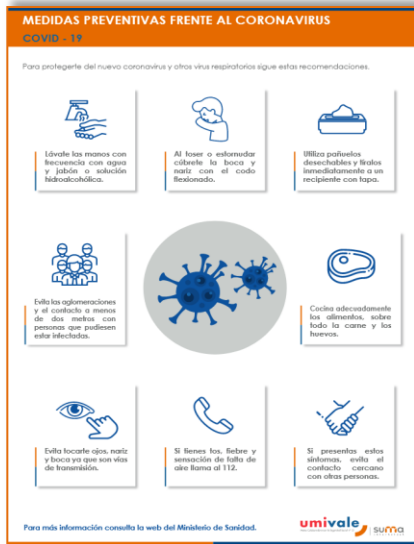 MEDIDAS PREVENTIVAS FRENTE AL CORONAVIRUS
COVID - 19
Para protegerte del nuevo coronavirus y otros virus respiratorios sigue estas recomendaciones.
Lávate las manos con
frecuencia con agua
y jabón o solución
hidroalcohólica.
Al toser o estornudar
cúbrete la boca y
nariz con el codo
flexionado.
Utiliza pañuelos
desechables y tíralos
inmediatamente a un
recipiente con tapa.
Evita las aglomeraciones
y el contacto a menos
de dos metros con
personas que pudiesen
estar infectadas.
Cocina adecuadamente
los alimentos, sobre
todo la carne y los
huevos.
Evita tocarte ojos, nariz
y boca ya que son vías
de transmisión.
Si tienes tos, fiebre y
sensación de falta de
aire llama al 112.
Si presentas estos
síntomas, evita el
contacto cercano
con otras personas.
Para más información consulta la web del Ministerio de Sanidad.
umivale
suma